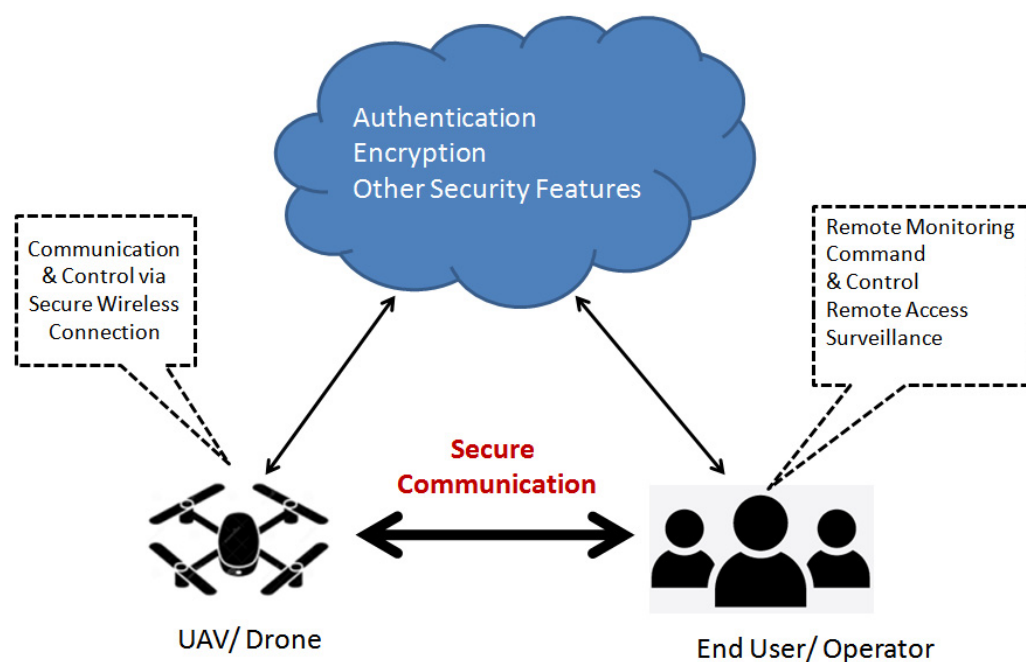 Authentication
Encryption
Other Security Features
Communication
& Control via
Secure Wireless
Connection
Remote Monitoring
Command
& Control
Remote Access
Surveillance
Secure
Communication
UAV/ Drone
End User/ Operator